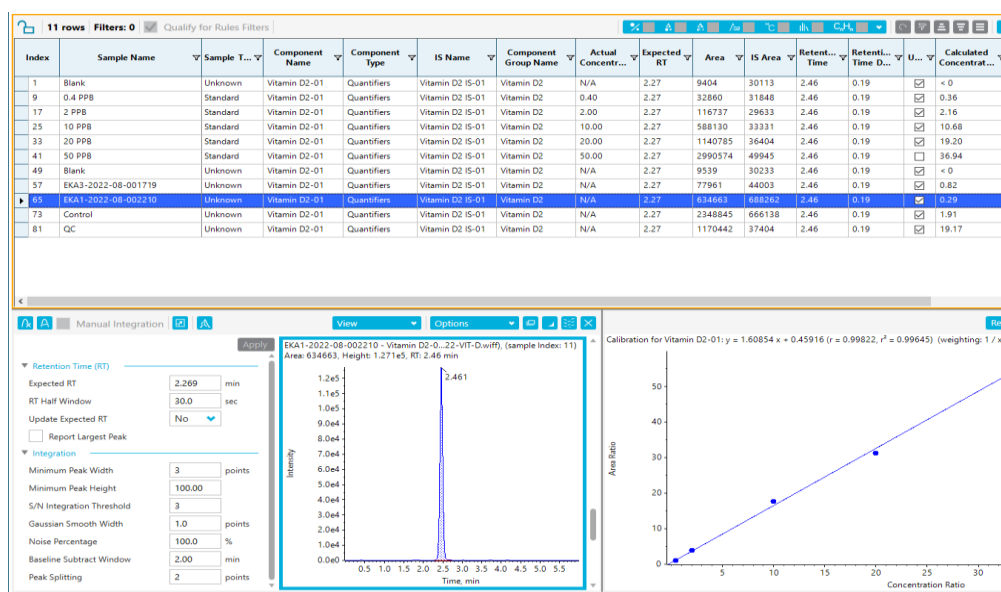 11 rows Filters: 0 Qualify for Rules Filters
Index Sample Name Sample T... Component Name Component Type IS Name Component Group Name Actual Concentr... Expected RT Area IS Area Retent... Time Retenti... Time D... U... Calculated Concentrat...
1 Blank Unknown Vitamin D2-01 Quantifiers Vitamin D2 IS-01 Vitamin D2 N/A 2.27 9404 30113 2.46 0.19 < 0
9 0.4 PPB Standard Vitamin D2-01 Quantifiers Vitamin D2 IS-01 Vitamin D2 0.40 2.27 32860 31848 2.46 0.19 0.36
17 2 PPB Standard Vitamin D2-01 Quantifiers Vitamin D2 IS-01 Vitamin D2 2.00 2.27 116737 29633 2.46 0.19 2.16
25 10 PPB Standard Vitamin D2-01 Quantifiers Vitamin D2 IS-01 Vitamin D2 10.00 2.27 588130 33331 2.46 0.19 10.68
33 20 PPB Standard Vitamin D2-01 Quantifiers Vitamin D2 IS-01 Vitamin D2 20.00 2.27 1140785 36404 2.46 0.19 19.20
41 50 PPB Standard Vitamin D2-01 Quantifiers Vitamin D2 IS-01 Vitamin D2 50.00 2.27 2990574 49945 2.46 0.19 36.94
49 Blank Unknown Vitamin D2-01 Quantifiers Vitamin D2 IS-01 Vitamin D2 N/A 2.27 9539 30233 2.46 0.19 < 0
57 EKA3-2022-08-001719 Unknown Vitamin D2-01 Quantifiers Vitamin D2 IS-01 Vitamin D2 N/A 2.27 77961 44003 2.46 0.19 0.82
65 EKA1-2022-08-002210 Unknown Vitamin D2-01 Quantifiers Vitamin D2 IS-01 Vitamin D2 N/A 2.27 634663 688262 2.46 0.19 0.29
73 Control Unknown Vitamin D2-01 Quantifiers Vitamin D2 IS-01 Vitamin D2 N/A 2.27 2348845 666138 2.46 0.19 1.91
81 QC Unknown Vitamin D2-01 Quantifiers Vitamin D2 IS-01 Vitamin D2 N/A 2.27 1170442 37404 2.46 0.19 19.17
Manual Integration
View Options
Apply
Retention Time (RT)
Expected RT 2.269 min
RT Half Window 30.0 sec
Update Expected RT No
Report Largest Peak
Integration
Minimum Peak Width 3 points
Minimum Peak Height 100.00
S/N Integration Threshold 3
Gaussian Smooth Width 1.0 points
Noise Percentage 100.0 %
Baseline Subtract Window 2.00 min
Peak Splitting 2 points
EKA1-2022-08-002210 - Vitamin D2-0...22-VIT-D.wiff), (sample Index: 11)
Area: 634663, Height: 1.271e5, RT: 2.46 min
2.461
1.2e5
1.1e5
1.0e5
9.0e4
8.0e4
7.0e4
6.0e4
5.0e4
4.0e4
3.0e4
2.0e4
1.0e4
0.0e0
Intensity
0.5 1.0 1.5 2.0 2.5 3.0 3.5 4.0 4.5 5.0 5.5
Time, min
Re
Calibration for Vitamin D2-01: y = 1.60854 x + 0.45916 (r = 0.99822, r² = 0.99645) (weighting: 1 / x
50
40
30
20
10
0
Area Ratio
5 10 15 20 25 30
Concentration Ratio